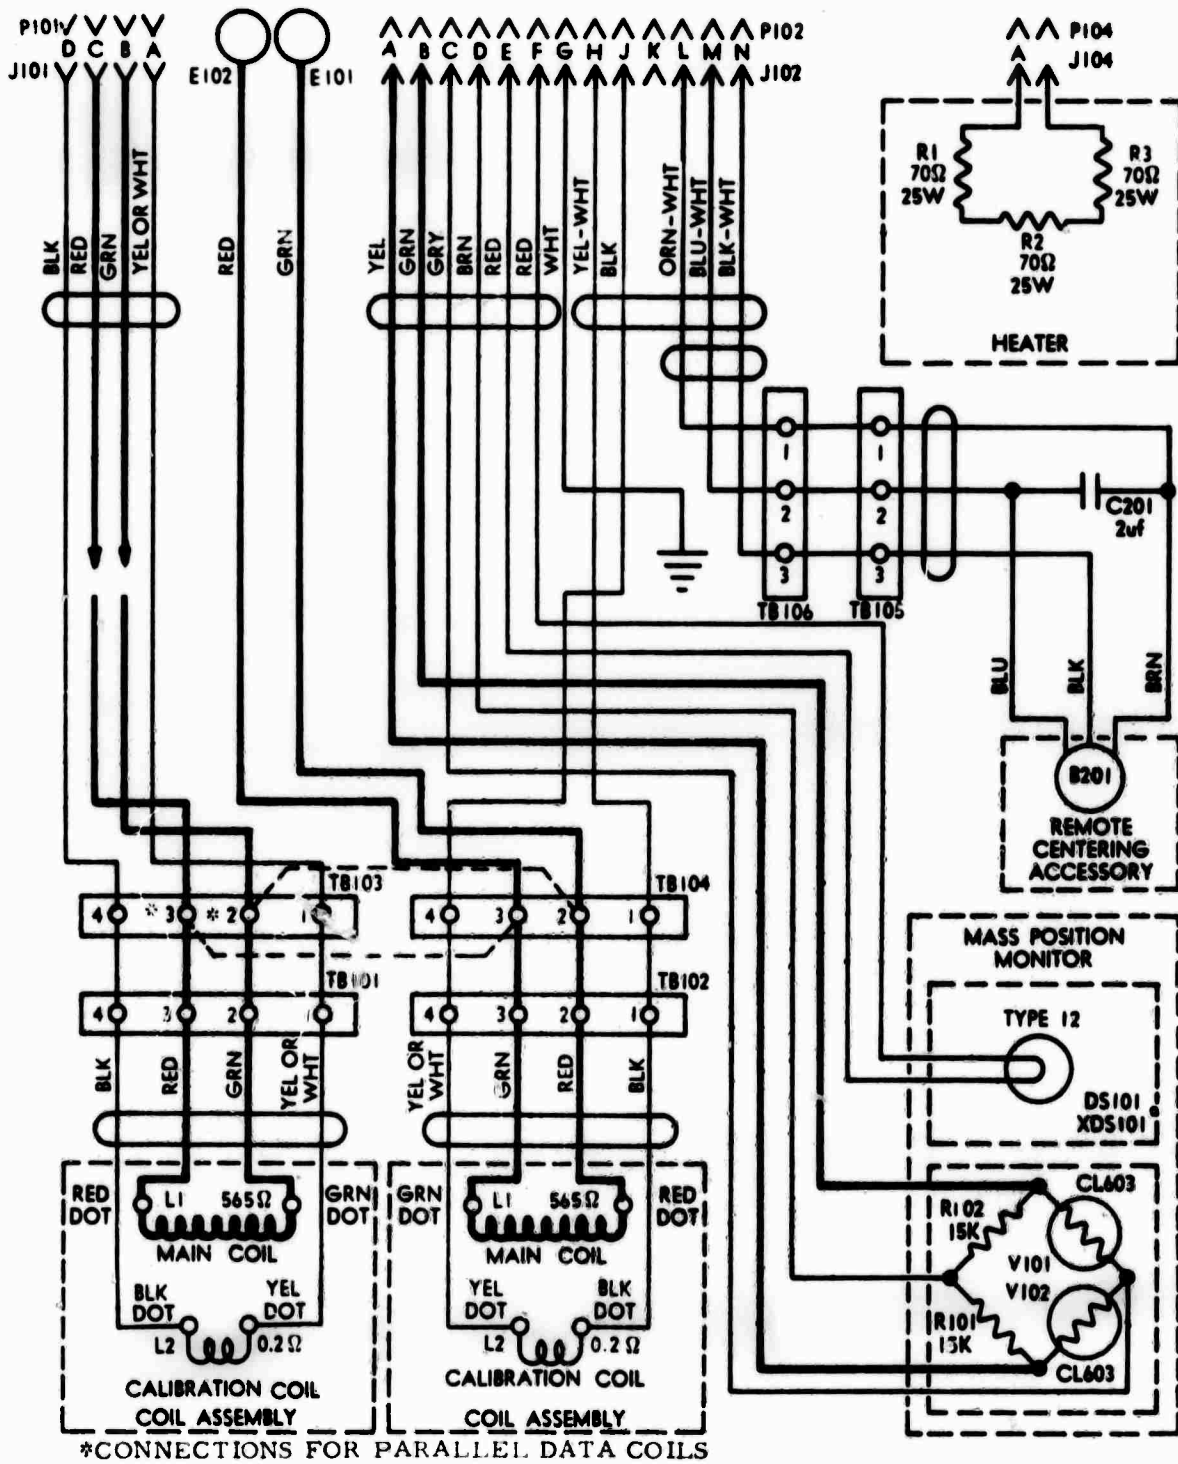 P101
D C B A
J101
E102
E101
A B C D E F G H J K L M N
P102
J102
P104
A
J104
BLK
RED
GRN
YEL OR WHT
RED
GRN
YEL
GRN
GRY
BRN
RED
RED
WHT
YEL-WHT
BLK
ORN-WHT
BLU-WHT
BLK-WHT
R1
70Ω
25W
R3
70Ω
25W
R2
70Ω
25W
HEATER
1
2
3
TB106
1
2
3
TB105
C201
2uf
BLU
BLK
BRN
B201
REMOTE
CENTERING
ACCESSORY
TB103
4 * 3 * 2 1
TB104
4 3 2 1
TB101
4 3 2 1
TB102
4 3 2 1
BLK
RED
GRN
YEL OR
WHT
YEL OR
WHT
GRN
RED
BLK
MASS POSITION
MONITOR
TYPE 12
DS101
XDS101
RED
DOT
L1
565Ω
GRN
DOT
MAIN COIL
BLK
DOT
YEL
DOT
L2
0.2Ω
CALIBRATION COIL
COIL ASSEMBLY
GRN
DOT
L1
565Ω
RED
DOT
MAIN COIL
YEL
DOT
BLK
DOT
L2
0.2Ω
CALIBRATION COIL
COIL ASSEMBLY
CL603
R102
15K
V101
V102
R101
15K
CL603
*CONNECTIONS FOR PARALLEL DATA COILS